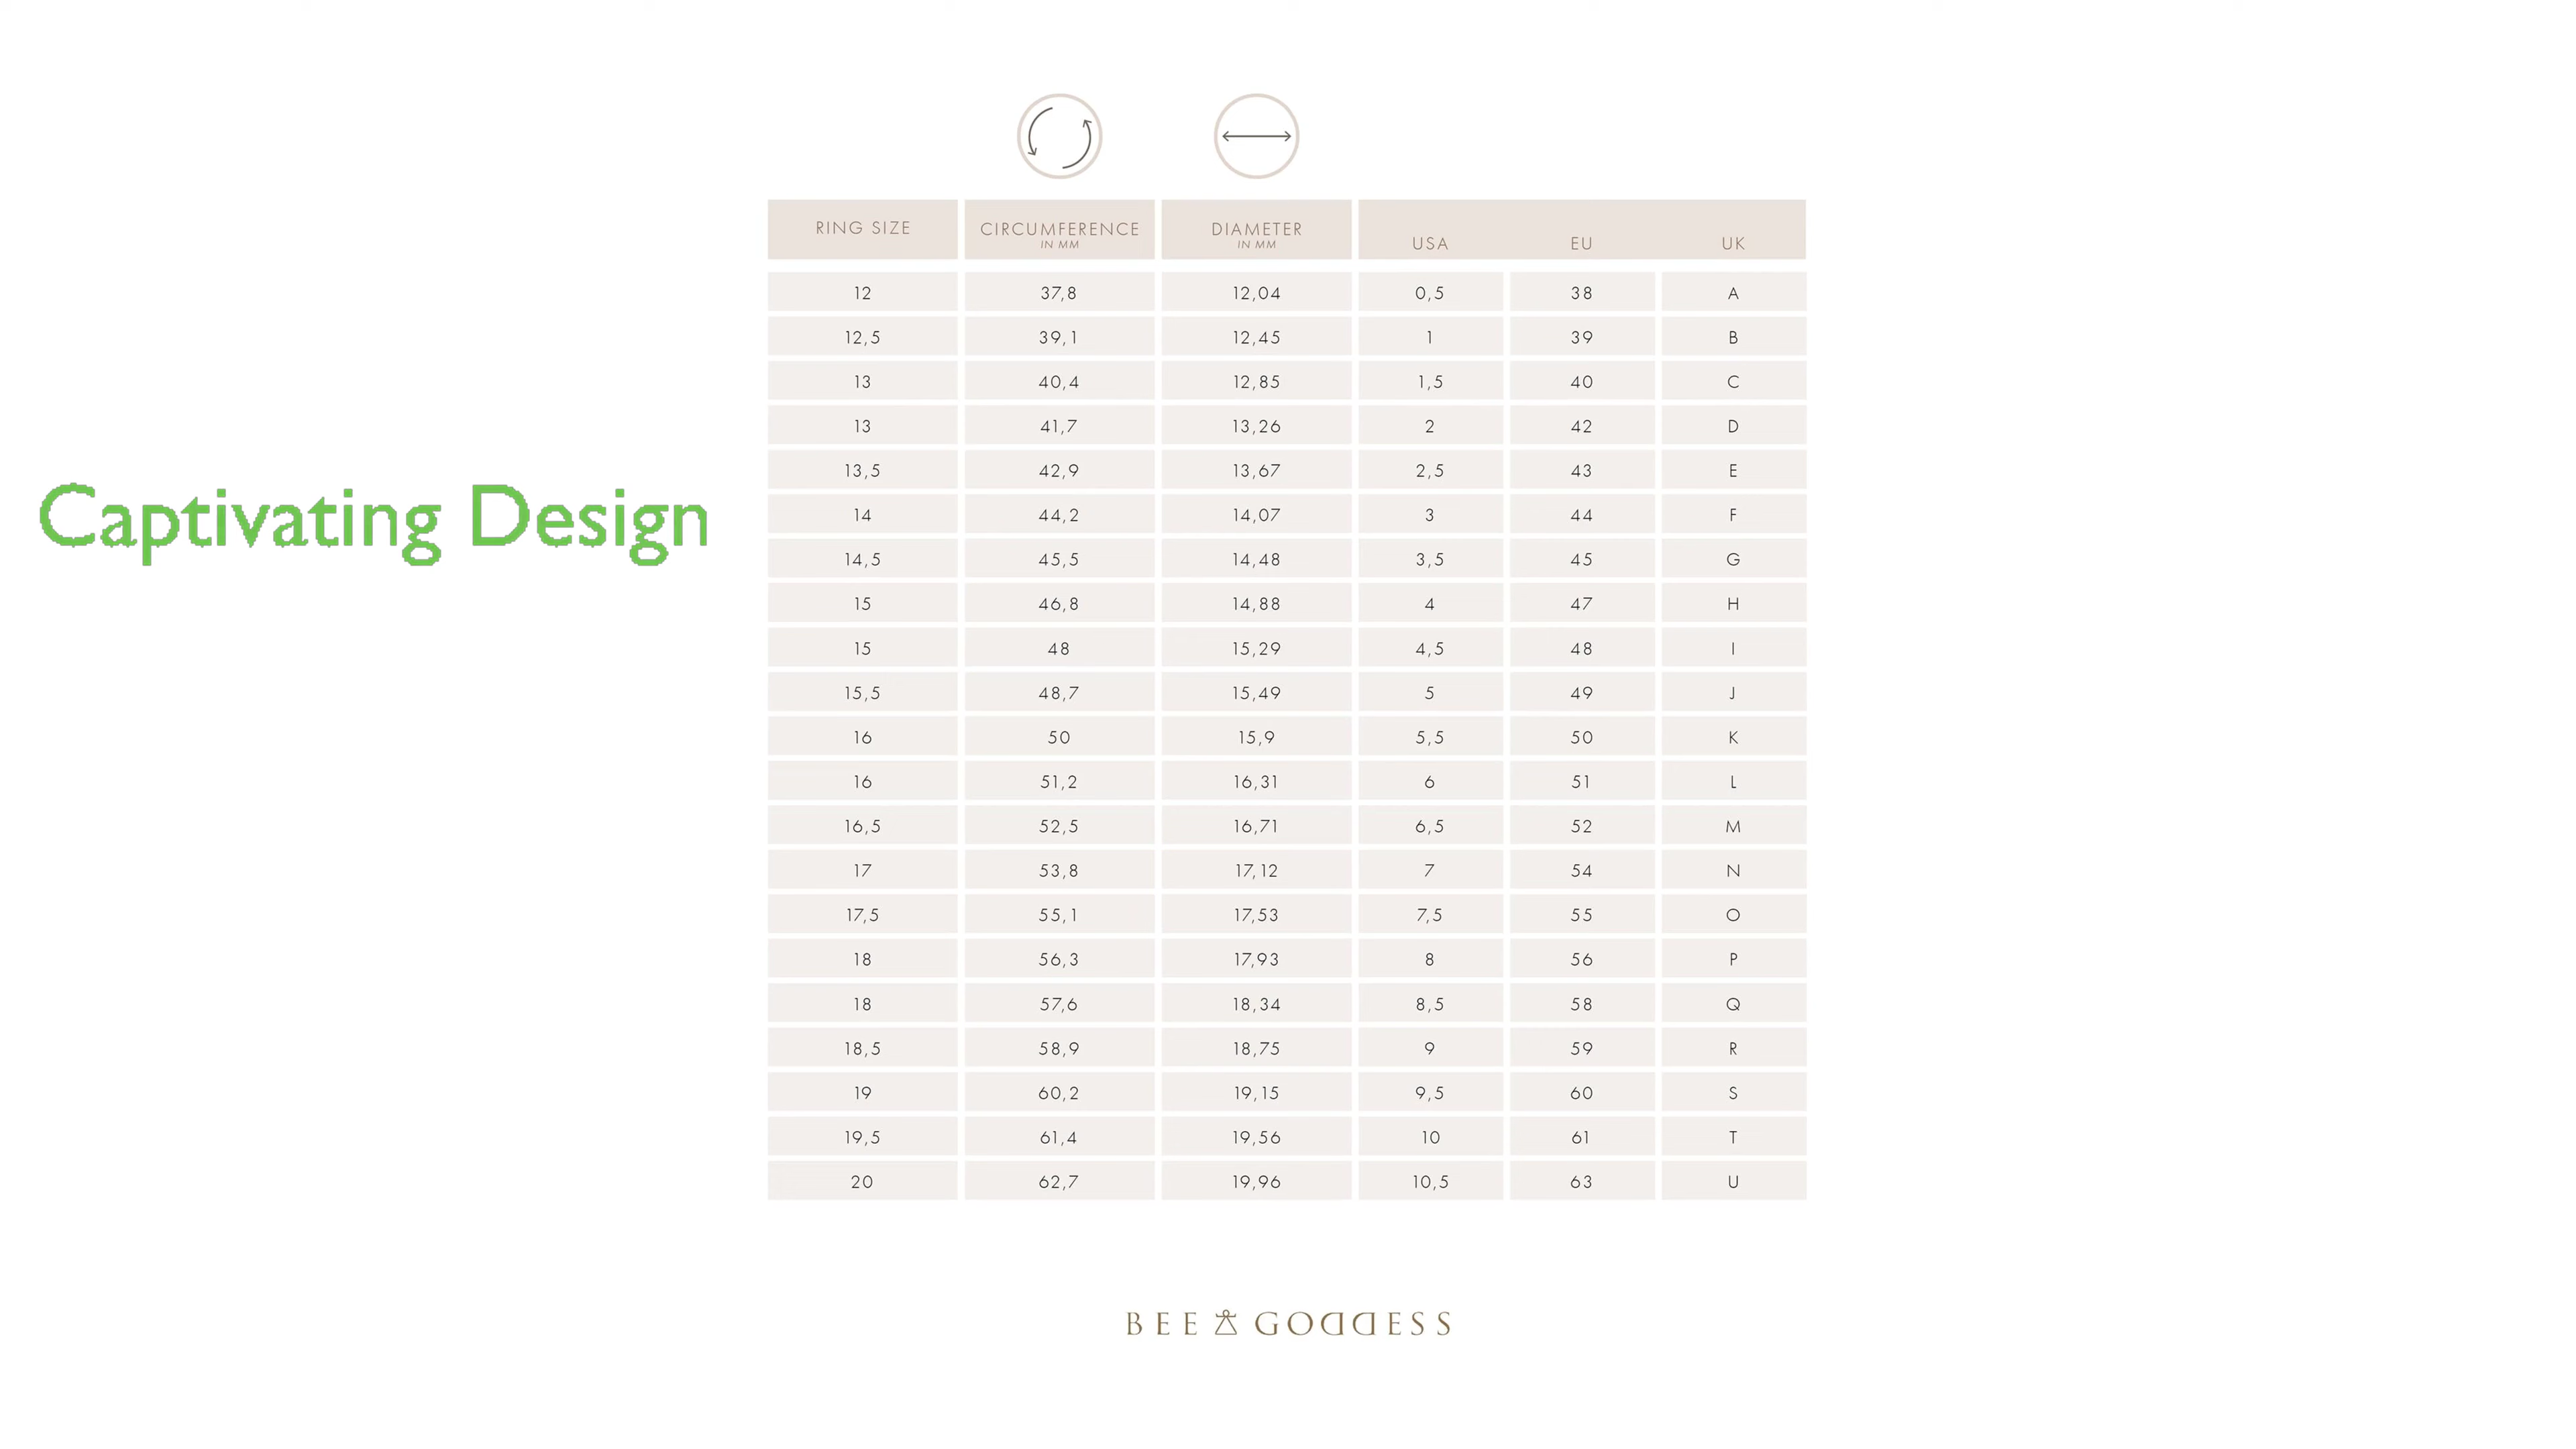 Captivating Design
RING SIZE CIRCUMFERENCE IN MM DIAMETER IN MM USA EU UK
12 37,8 12,04 0,5 38 A
12,5 39,1 12,45 1 39 B
13 40,4 12,85 1,5 40 C
13 41,7 13,26 2 42 D
13,5 42,9 13,67 2,5 43 E
14 44,2 14,07 3 44 F
14,5 45,5 14,48 3,5 45 G
15 46,8 14,88 4 47 H
15 48 15,29 4,5 48 I
15,5 48,7 15,49 5 49 J
16 50 15,9 5,5 50 K
16 51,2 16,31 6 51 L
16,5 52,5 16,71 6,5 52 M
17 53,8 17,12 7 54 N
17,5 55,1 17,53 7,5 55 O
18 56,3 17,93 8 56 P
18 57,6 18,34 8,5 58 Q
18,5 58,9 18,75 9 59 R
19 60,2 19,15 9,5 60 S
19,5 61,4 19,56 10 61 T
20 62,7 19,96 10,5 63 U
BEE GODDESS